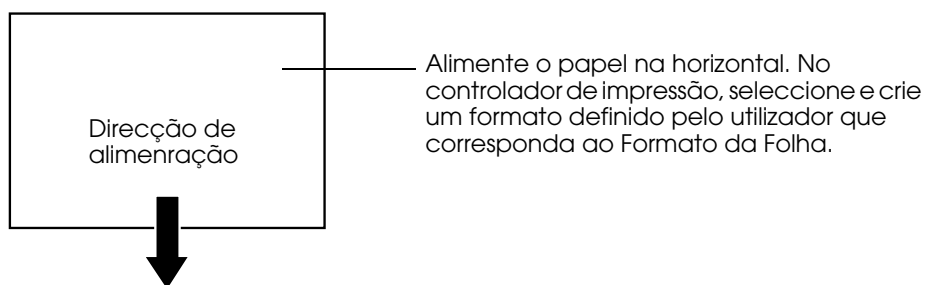 Alimente o papel na horizontal. No
controlador de impressão, seleccione e crie
um formato definido pelo utilizador que
corresponda ao Formato da Folha.
Direcção de
alimenração